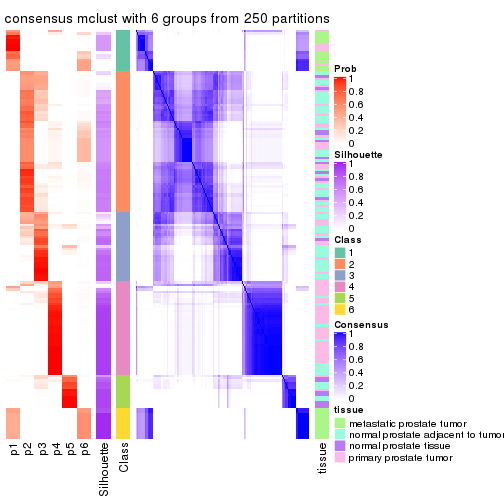 consensus mclust with 6 groups from 250 partitions
Prob
1
0.8
0.6
0.4
0.2
0
Silhouette
1
0.8
0.6
0.4
0.2
0
Class
1
2
3
4
5
6
Consensus
1
0.8
0.6
0.4
0.2
0
tissue
metastatic prostate tumor
normal prostate adjacent to tumor
normal prostate tissue
primary prostate tumor
p1
p2
p3
p4
p5
p6
Silhouette
Class
tissue